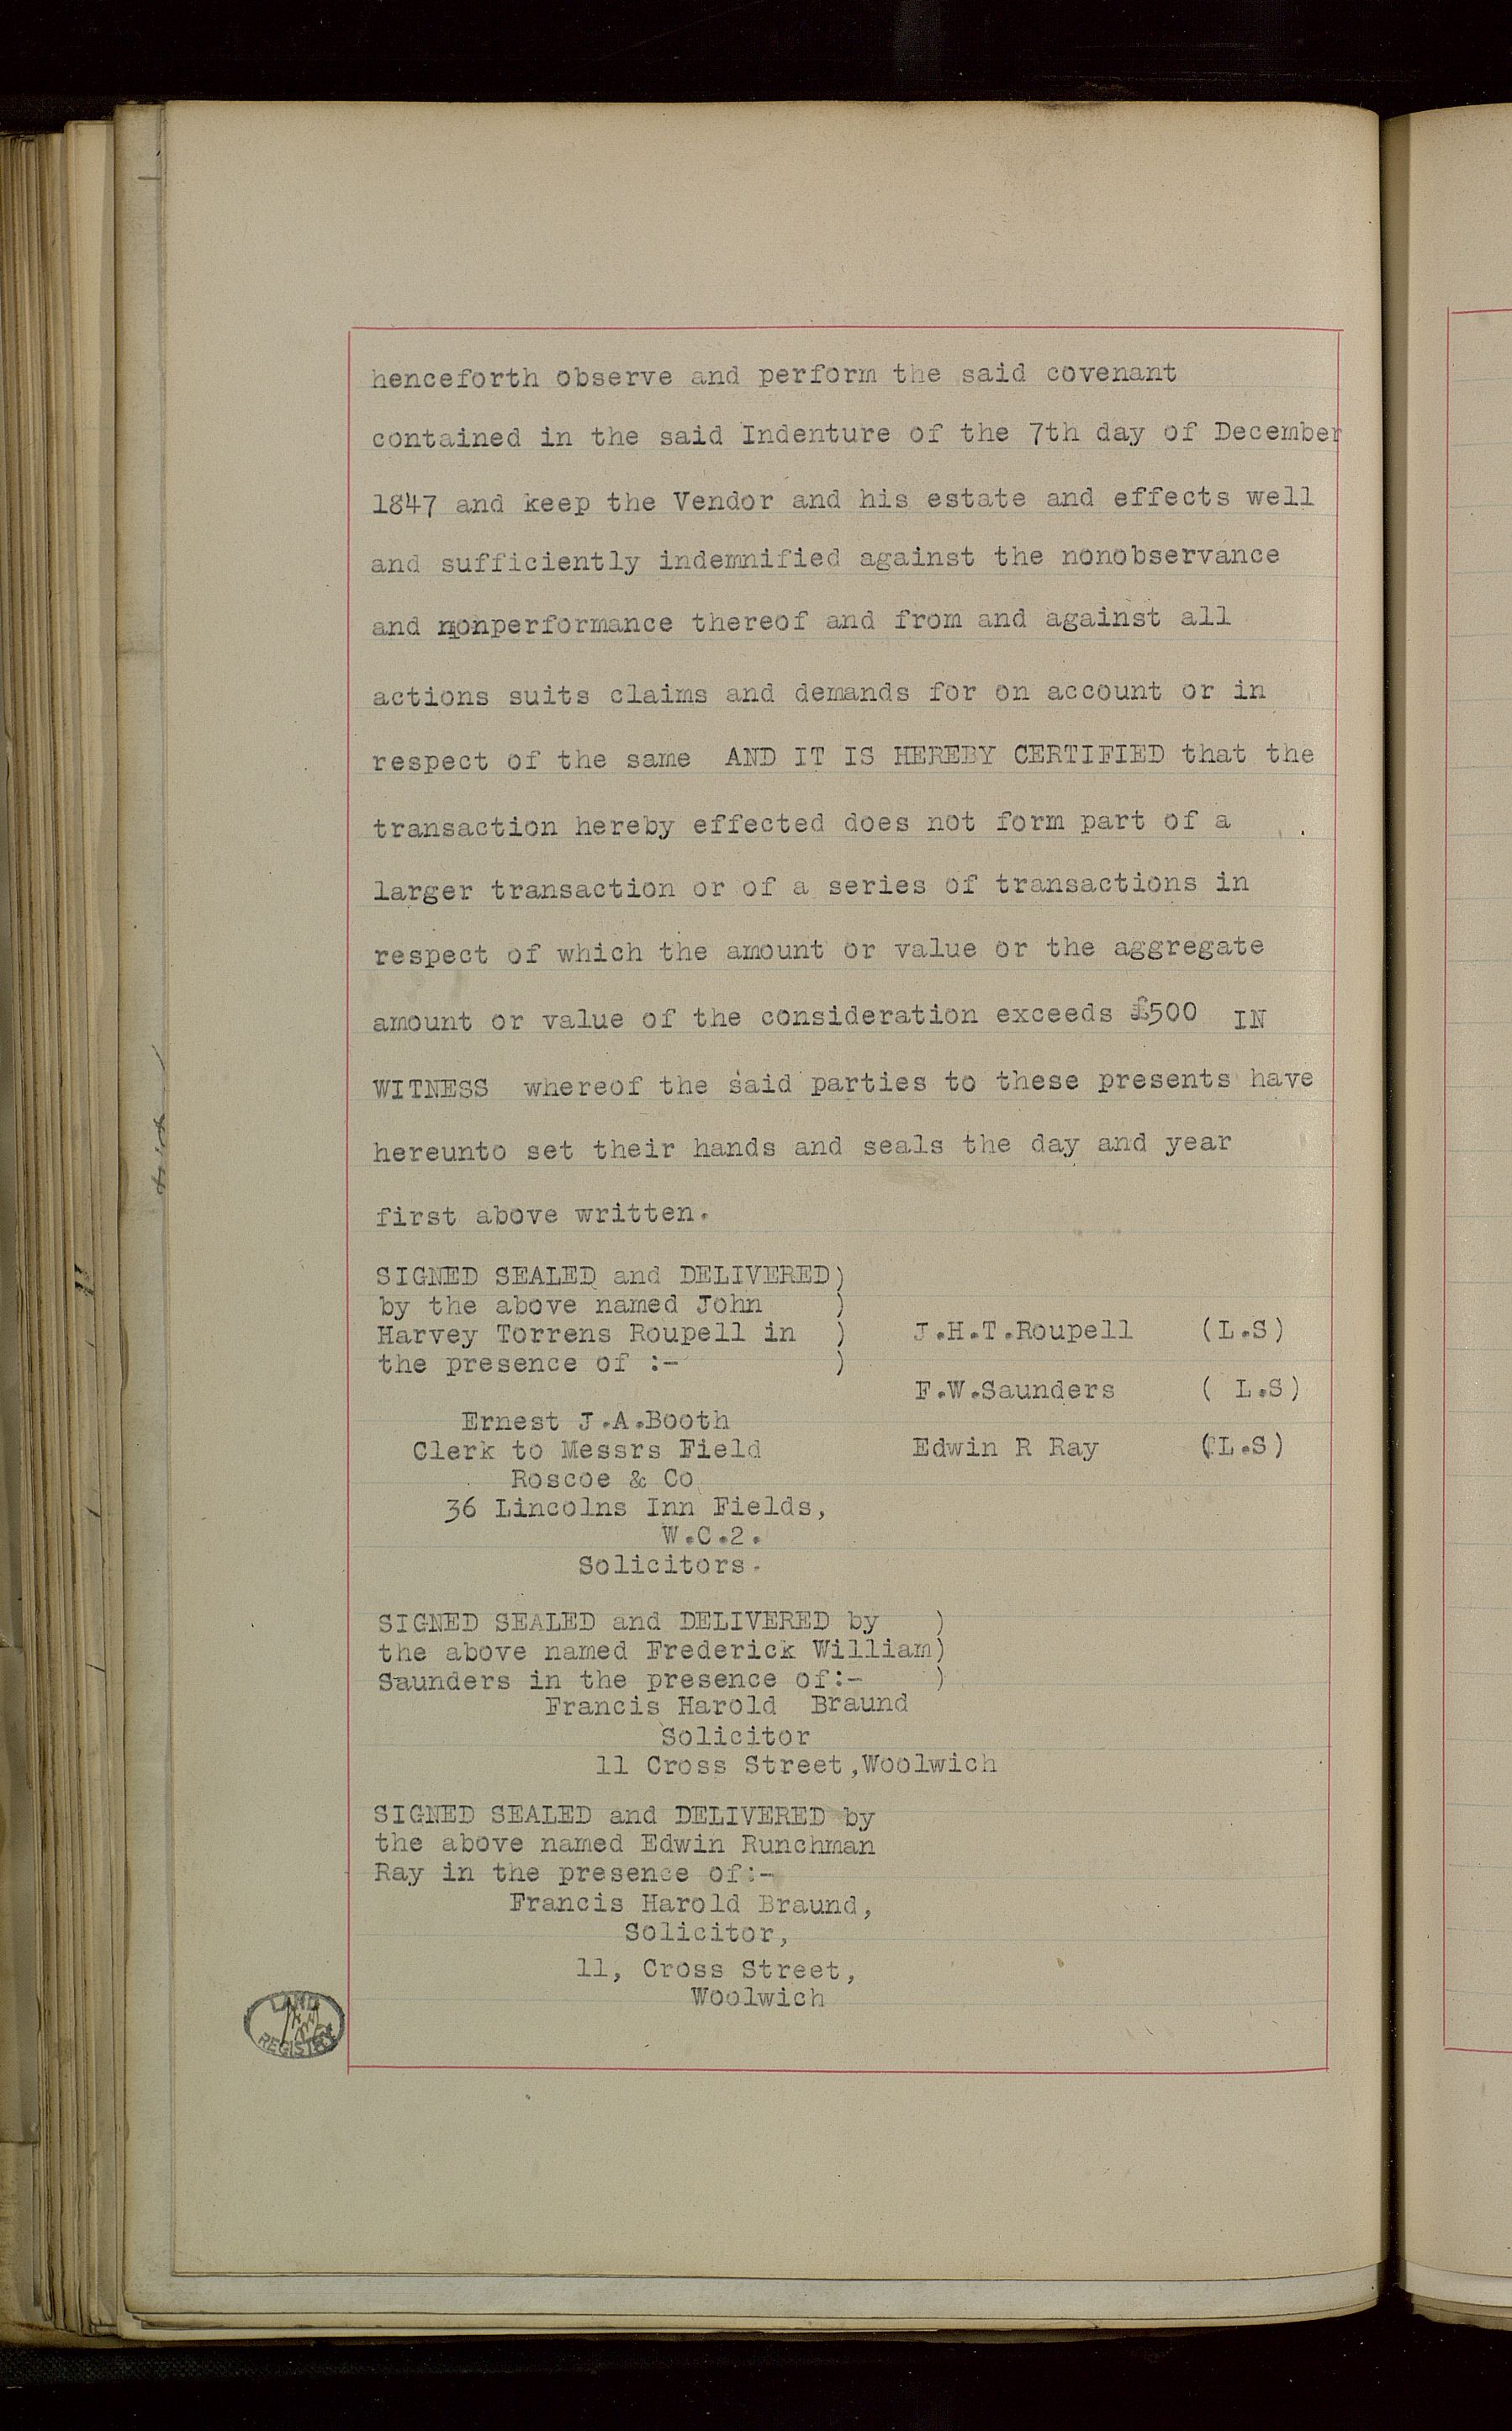 henceforth observe and perform the said covenant
contained in the said Indenture of the 7th day of December
1847 and keep the Vendor and his estate and effects well
and sufficiently indemnified against the nonobservance
and nonperformance thereof and from and against all
actions suits claims and demands for on account or in
respect of the same AND IT IS HEREBY CERTIFIED that the
transaction hereby effected does not form part of a
larger transaction or of a series of transactions in
respect of which the amount or value or the aggregate
amount or value of the consideration exceeds £500 IN
WITNESS whereof the said parties to these presents have
hereunto set their hands and seals the day and year
first above written.
SIGNED SEALED and DELIVERED)
by the above named John )
Harvey Torrens Roupell in ) J.H.T.Roupell (L.S)
the presence of :- )
F.W.Saunders ( L.S)
Ernest J.A.Booth
Clerk to Messrs Field Edwin R Ray (L.S)
Roscoe & Co
36 Lincolns Inn Fields,
W.C.2.
Solicitors.
SIGNED SEALED and DELIVERED by )
the above named Frederick William)
Saunders in the presence of:- )
Francis Harold Braund
Solicitor
11 Cross Street,Woolwich
SIGNED SEALED and DELIVERED by
the above named Edwin Runchman
Ray in the presence of:-
Francis Harold Braund,
Solicitor,
11, Cross Street,
Woolwich
LAND
REGISTRY